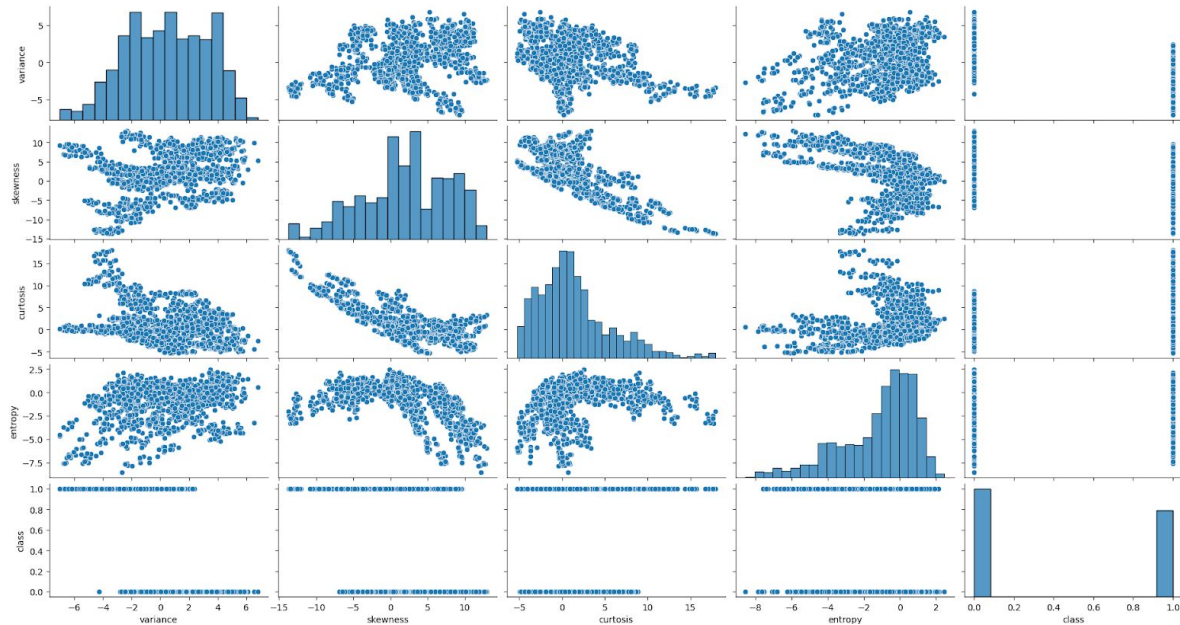 variance
5
0
−5
skewness
10
5
0
−5
−10
−15
curtosis
15
10
5
0
−5
entropy
2.5
0.0
−2.5
−5.0
−7.5
class
1.0
0.8
0.6
0.4
0.2
0.0
−6 −4 −2 0 2 4 6
−15 −10 −5 0 5 10
−5 0 5 10 15
−8 −6 −4 −2 0 2
0.0 0.2 0.4 0.6 0.8 1.0
variance skewness curtosis entropy class